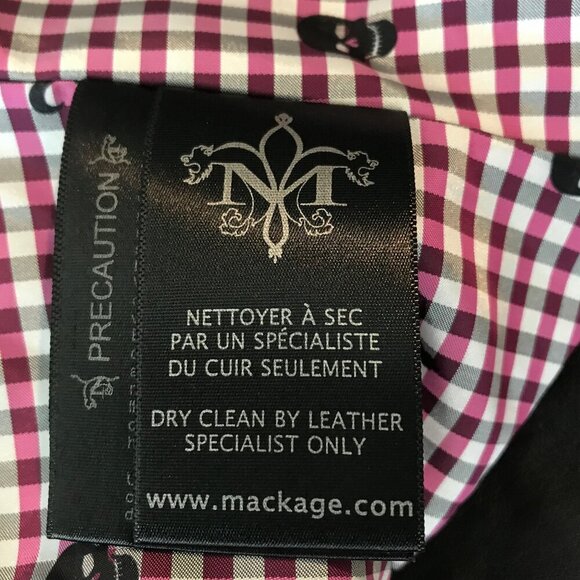 PRECAUTION
M
NETTOYER À SEC
PAR UN SPÉCIALISTE
DU CUIR SEULEMENT
DRY CLEAN BY LEATHER
SPECIALIST ONLY
www.mackage.com